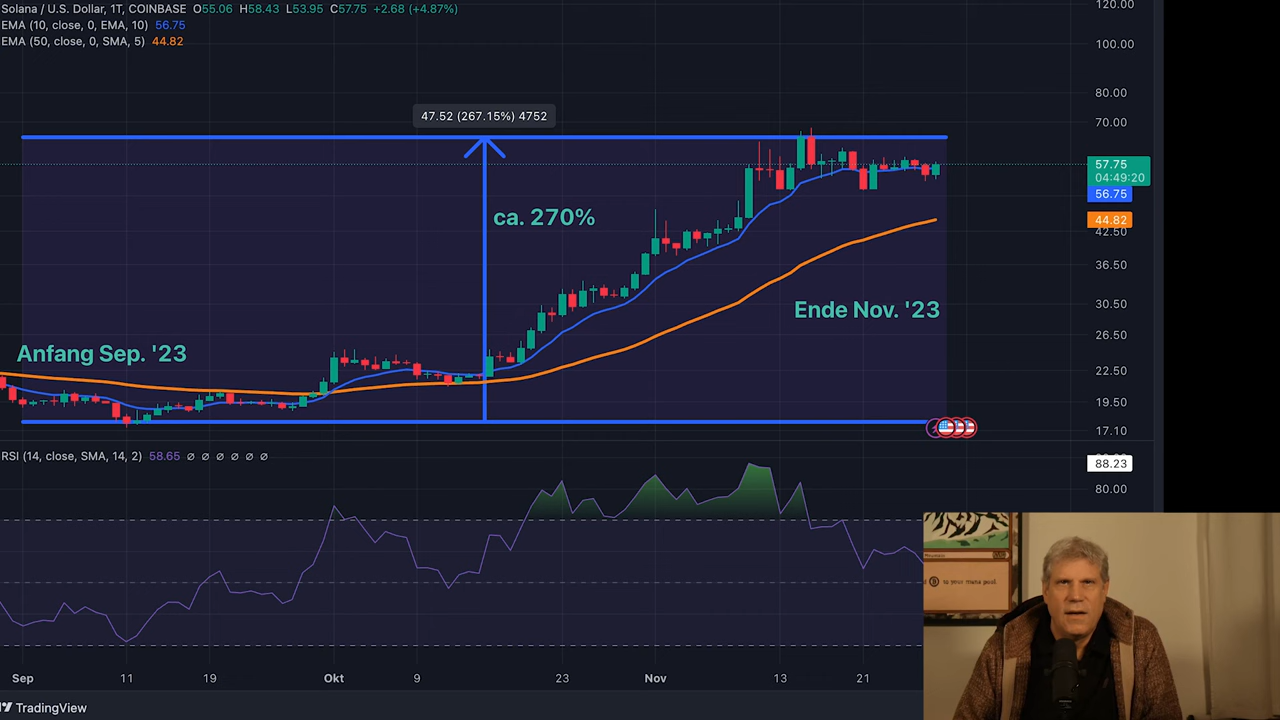 Solana / U.S. Dollar, 1T, COINBASE O55.06 H58.43 L53.95 C57.75 +2.68 (+4.87%)
EMA (10, close, 0, EMA, 10) 56.75
EMA (50, close, 0, SMA, 5) 44.82
120.00
100.00
80.00
47.52 (267.15%) 4752
70.00
57.75
04:49:20
56.75
ca. 270%
44.82
42.50
36.50
Ende Nov. '23
30.50
26.50
Anfang Sep. '23
22.50
19.50
17.10
RSI (14, close, SMA, 14, 2) 58.65 ∅ ∅ ∅ ∅ ∅ ∅
88.23
80.00
to your mana pool.
Sep 11 19 Okt 9 23 Nov 13 21
TradingView